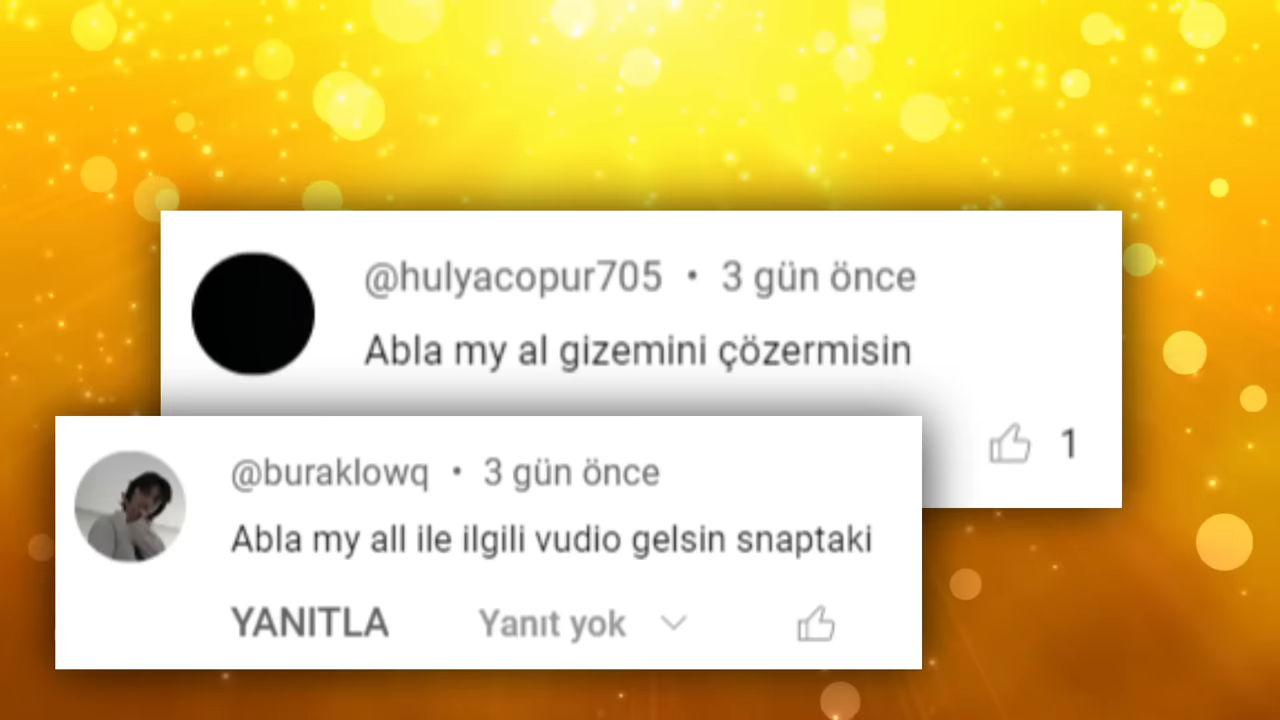 @hulyacopur705 • 3 gün önce
Abla my al gizemini çözermisin
1
@buraklowq • 3 gün önce
Abla my all ile ilgili vudio gelsin snaptaki
YANITLA Yanıt yok